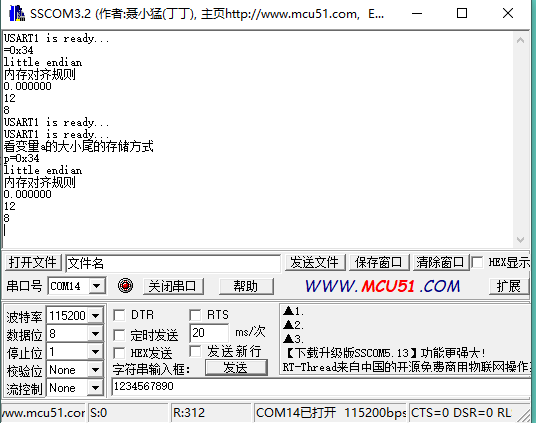 SSCOM3.2 (作者:聂小猛(丁丁), 主页http://www.mcu51.com, E...
USART1 is ready...
=0x34
little endian
内存对齐规则
0.000000
12
8
USART1 is ready...
USART1 is ready...
看变量a的大小尾的存储方式
p=0x34
little endian
内存对齐规则
0.000000
12
8
打开文件 文件名 发送文件 保存窗口 清除窗口 HEX显示
串口号 COM14 关闭串口 帮助 WWW.MCU51.COM 扩展
波特率 115200 DTR RTS ▲1.
数据位 8 定时发送 20 ms/次 ▲2.
停止位 1 HEX发送 发送新行 ▲3.
校验位 None 字符串输入框: 发送 【下载升级版SSCOM5.13】功能更强大!
流控制 None 1234567890 RT-Thread来自中国的开源免费商用物联网操作
www.mcu51.cor S:0 R:312 COM14已打开 115200bps CTS=0 DSR=0 RL